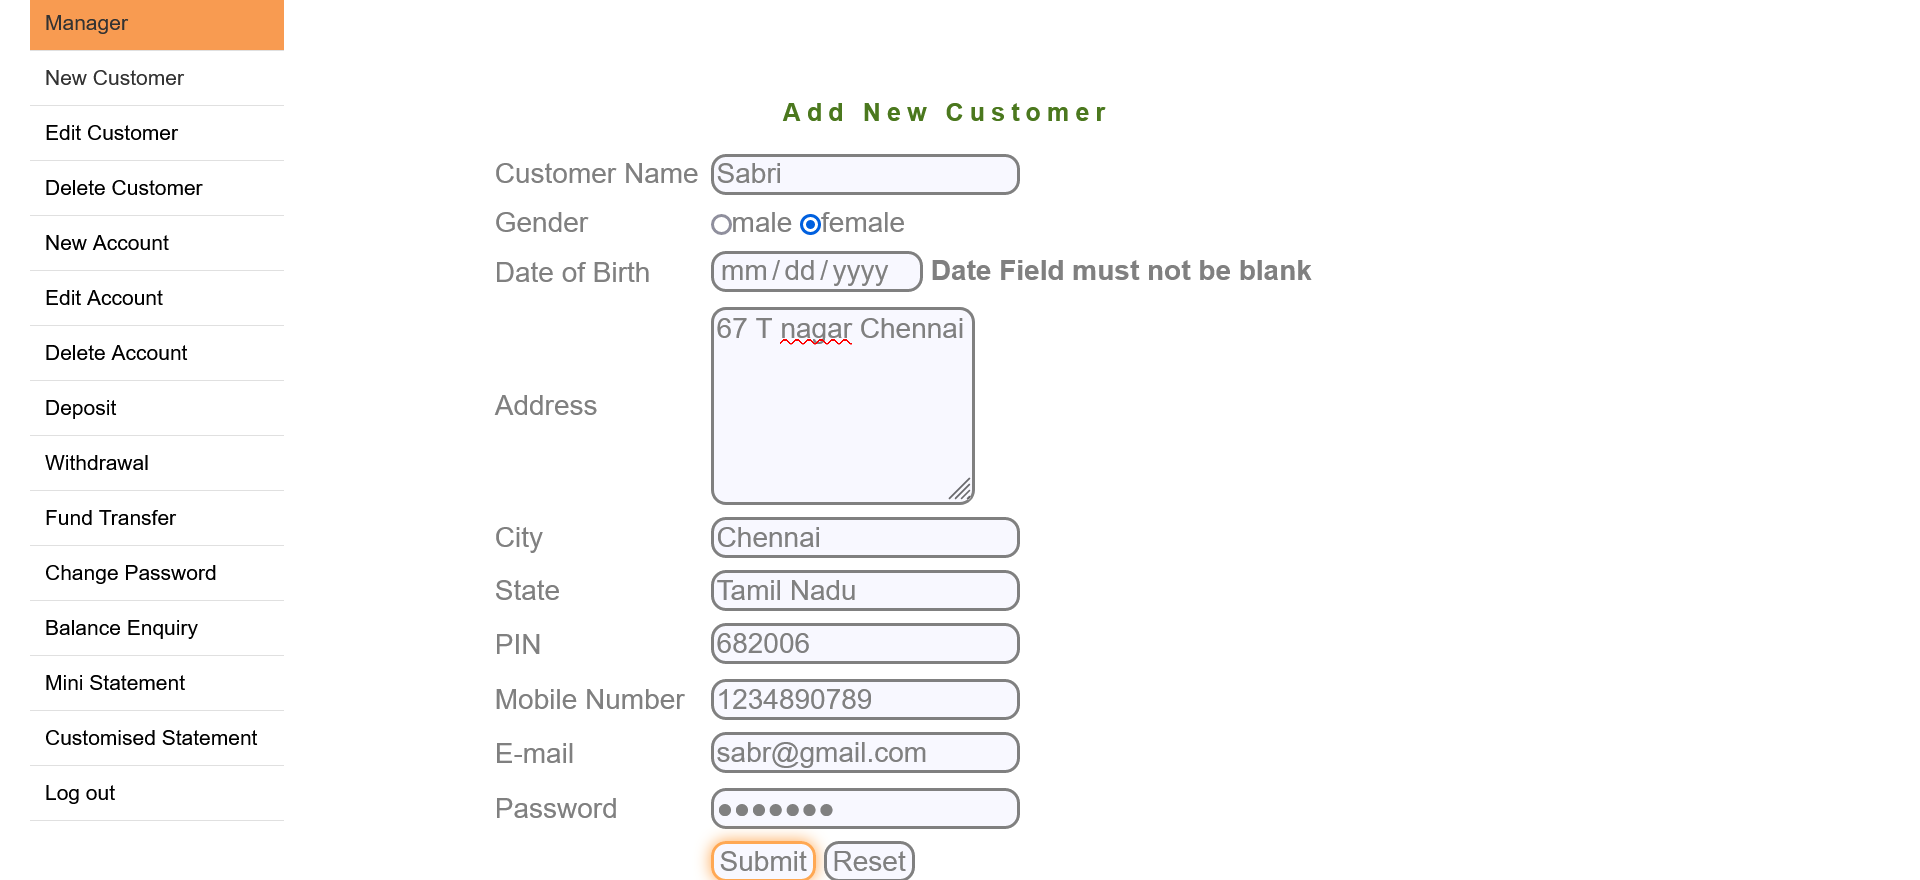 Manager
New Customer
Edit Customer
Delete Customer
New Account
Edit Account
Delete Account
Deposit
Withdrawal
Fund Transfer
Change Password
Balance Enquiry
Mini Statement
Customised Statement
Log out
Add New Customer
Customer Name Sabri
Gender male female
Date of Birth mm/dd/yyyy Date Field must not be blank
Address 67 T nagar Chennai
City Chennai
State Tamil Nadu
PIN 682006
Mobile Number 1234890789
E-mail sabr@gmail.com
Password •••••••
Submit Reset